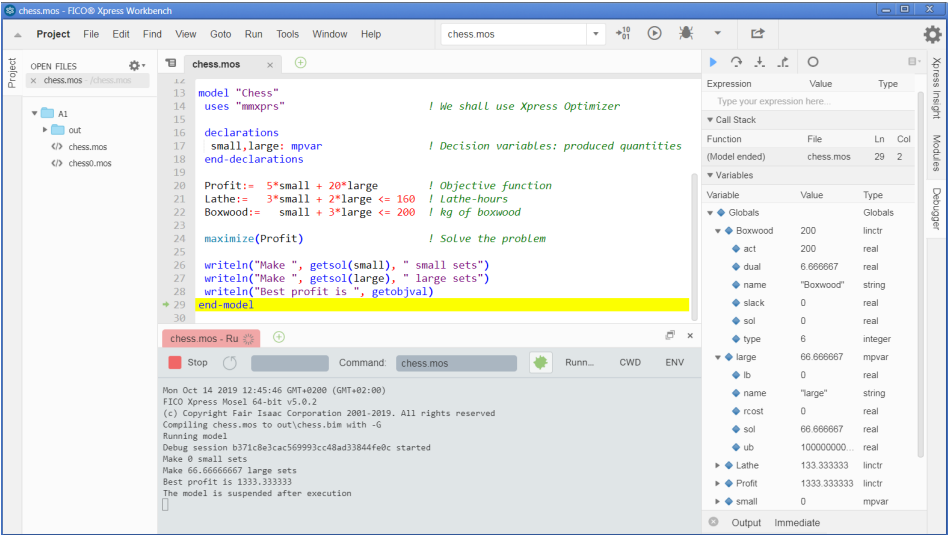 chess.mos - FICO® Xpress Workbench
Project File Edit Find View Goto Run Tools Window Help
chess.mos
Project
OPEN FILES
× chess.mos - /chess.mos
A1
out
chess.mos
chess0.mos
chess.mos ×
12
13 model "Chess"
14 uses "mmxprs" ! We shall use Xpress Optimizer
15
16 declarations
17 small,large: mpvar ! Decision variables: produced quantities
18 end-declarations
19
20 Profit:= 5*small + 20*large ! Objective function
21 Lathe:= 3*small + 2*large <= 160 ! Lathe-hours
22 Boxwood:= small + 3*large <= 200 ! kg of boxwood
23
24 maximize(Profit) ! Solve the problem
25
26 writeln("Make ", getsol(small), " small sets")
27 writeln("Make ", getsol(large), " large sets")
28 writeln("Best profit is ", getobjval)
29 end-model
30
chess.mos - Ru
Stop Command: chess.mos Runn... CWD ENV
Mon Oct 14 2019 12:45:46 GMT+0200 (GMT+02:00)
FICO Xpress Mosel 64-bit v5.0.2
(c) Copyright Fair Isaac Corporation 2001-2019. All rights reserved
Compiling chess.mos to out\chess.bim with -G
Running model
Debug session b371c8e3cac569993cc48ad33844fe0c started
Make 0 small sets
Make 66.66666667 large sets
Best profit is 1333.333333
The model is suspended after execution
Expression Value Type
Type your expression here...
Call Stack
Function File Ln Col
(Model ended) chess.mos 29 2
Variables
Variable Value Type
Globals Globals
Boxwood 200 linctr
act 200 real
dual 6.666667 real
name "Boxwood" string
slack 0 real
sol 0 real
type 6 integer
large 66.666667 mpvar
lb 0 real
name "large" string
rcost 0 real
sol 66.666667 real
ub 100000000... real
Lathe 133.333333 linctr
Profit 1333.333333 linctr
small 0 mpvar
Output Immediate
Xpress Insight
Modules
Debugger